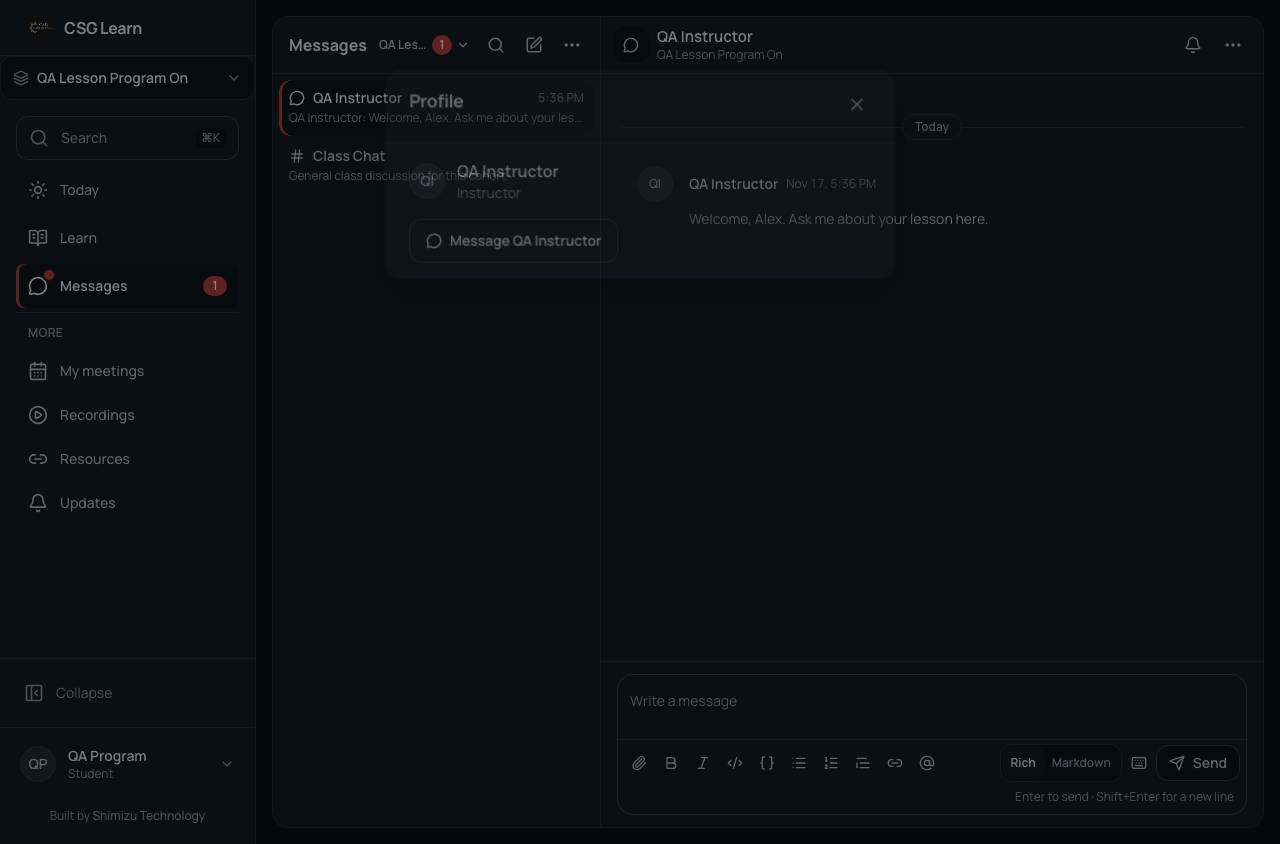 CSG Learn
QA Lesson Program On
Search
⌘K
Today
Learn
Messages
1
MORE
My meetings
Recordings
Resources
Updates
Collapse
QP
QA Program
Student
Built by Shimizu Technology
Messages
QA Les...
1
QA Instructor
5:36 PM
QA Instructor: Welcome, Alex. Ask me about your les...
Class Chat
General class discussion for this cohort.
QA Instructor
QA Lesson Program On
Profile
QI
QA Instructor
Instructor
Message QA Instructor
Today
QI
QA Instructor
Nov 17, 5:36 PM
Welcome, Alex. Ask me about your lesson here.
Write a message
Rich
Markdown
Send
Enter to send · Shift+Enter for a new line